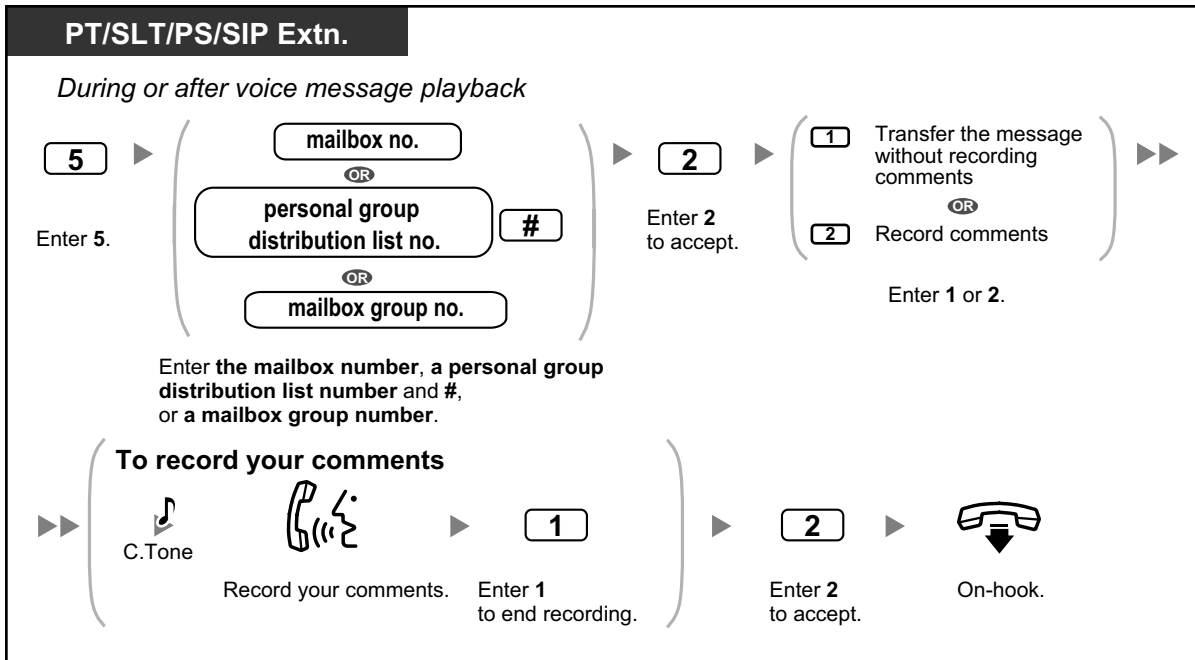 PT/SLT/PS/SIP Extn.
During or after voice message playback
5
Enter 5.
mailbox no.
OR
personal group
distribution list no.
#
OR
mailbox group no.
Enter the mailbox number, a personal group
distribution list number and #,
or a mailbox group number.
2
Enter 2
to accept.
1 Transfer the message
without recording
comments
OR
2 Record comments
Enter 1 or 2.
To record your comments
C.Tone
Record your comments.
1
Enter 1
to end recording.
2
Enter 2
to accept.
On-hook.